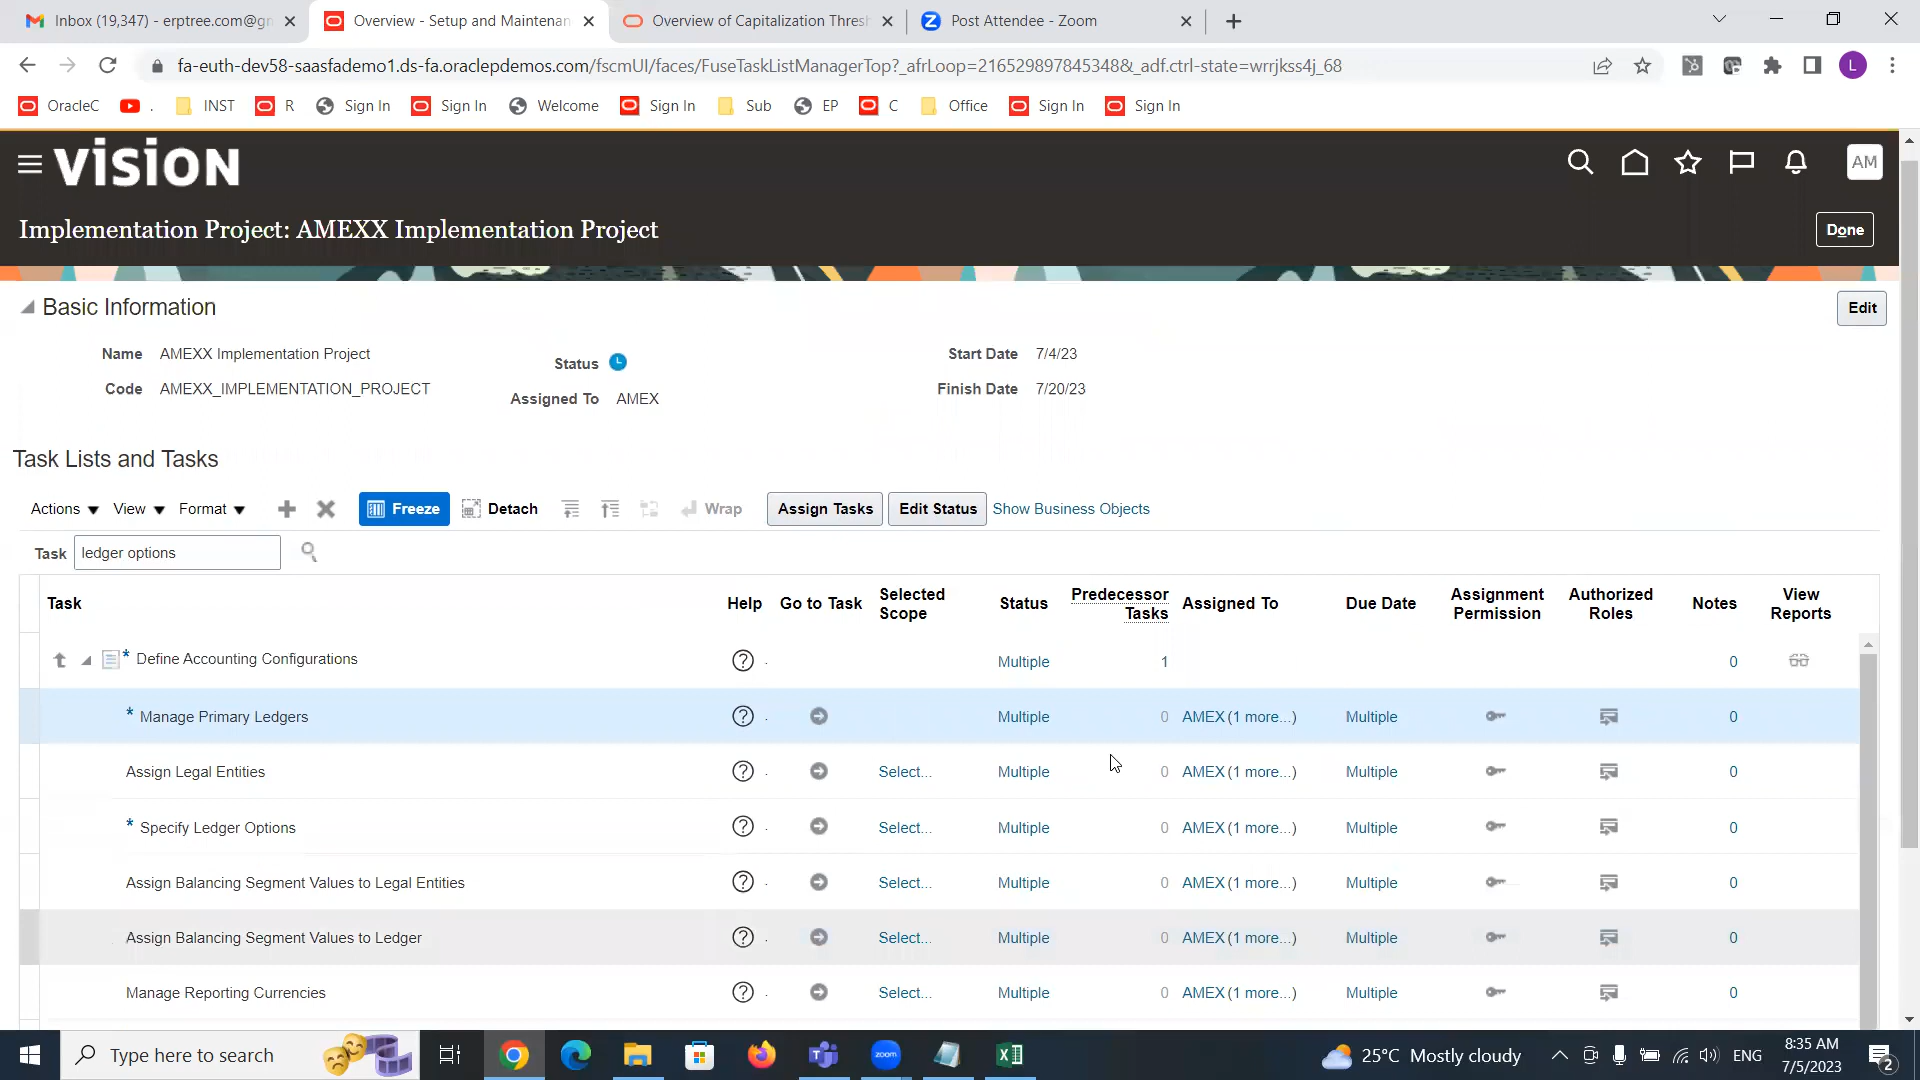 Inbox (19,347) - erptree.com@gm
Overview - Setup and Maintenan
Overview of Capitalization Thresh
Post Attendee - Zoom
fa-euth-dev58-saasfademo1.ds-fa.oraclepdemos.com/fscmUI/faces/FuseTaskListManagerTop?_afrLoop=216529897845348&_adf.ctrl-state=wrrjkss4j_68
L
OracleC . INST R Sign In Sign In Welcome Sign In Sub EP C Office Sign In Sign In
vision
AM
Implementation Project: AMEXX Implementation Project
Done
Basic Information
Edit
Name AMEXX Implementation Project
Status
Start Date 7/4/23
Code AMEXX_IMPLEMENTATION_PROJECT
Assigned To AMEX
Finish Date 7/20/23
Task Lists and Tasks
Actions View Format Freeze Detach Wrap Assign Tasks Edit Status Show Business Objects
Task ledger options
Task Help Go to Task Selected Scope Status Predecessor Tasks Assigned To Due Date Assignment Permission Authorized Roles Notes View Reports
* Define Accounting Configurations ? . Multiple 1 0
* Manage Primary Ledgers ? . Multiple 0 AMEX (1 more...) Multiple 0
Assign Legal Entities ? . Select... Multiple 0 AMEX (1 more...) Multiple 0
* Specify Ledger Options ? . Select... Multiple 0 AMEX (1 more...) Multiple 0
Assign Balancing Segment Values to Legal Entities ? . Select... Multiple 0 AMEX (1 more...) Multiple 0
Assign Balancing Segment Values to Ledger ? . Select... Multiple 0 AMEX (1 more...) Multiple 0
Manage Reporting Currencies ? . Select... Multiple 0 AMEX (1 more...) Multiple 0
Type here to search
zoom
25°C Mostly cloudy
ENG
8:35 AM
7/5/2023
2